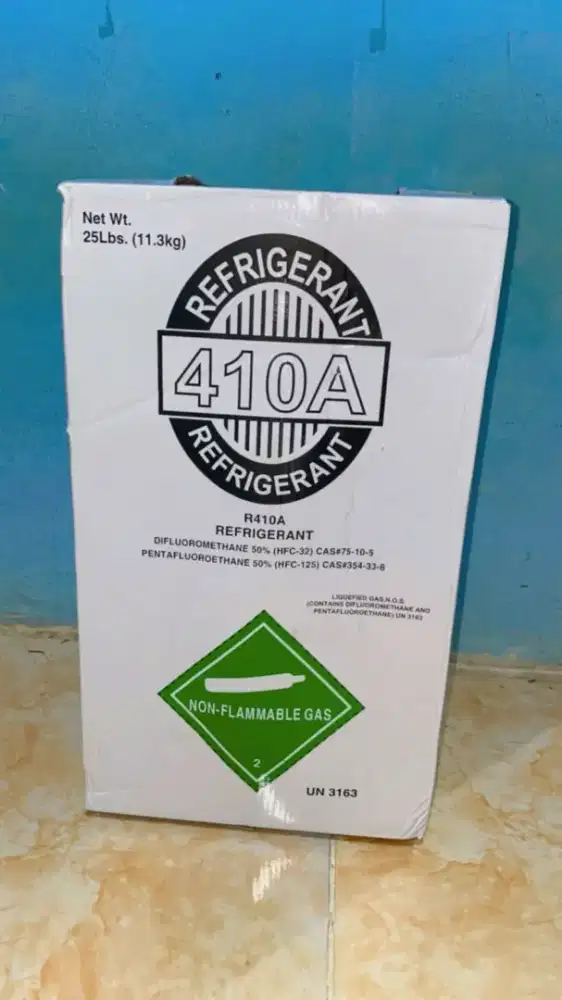 Net Wt.
25Lbs. (11.3kg)
REFRIGERANT
410A
REFRIGERANT
R410A
REFRIGERANT
DIFLUOROMETHANE 50% (HFC-32) CAS#75-10-5
PENTAFLUOROETHANE 50% (HFC-125) CAS#354-33-6
LIQUEFIED GAS,N.O.S
(CONTAINS DIFLUOROMETHANE AND
PENTAFLUOROETHANE) UN 3163
NON-FLAMMABLE GAS
2
UN 3163